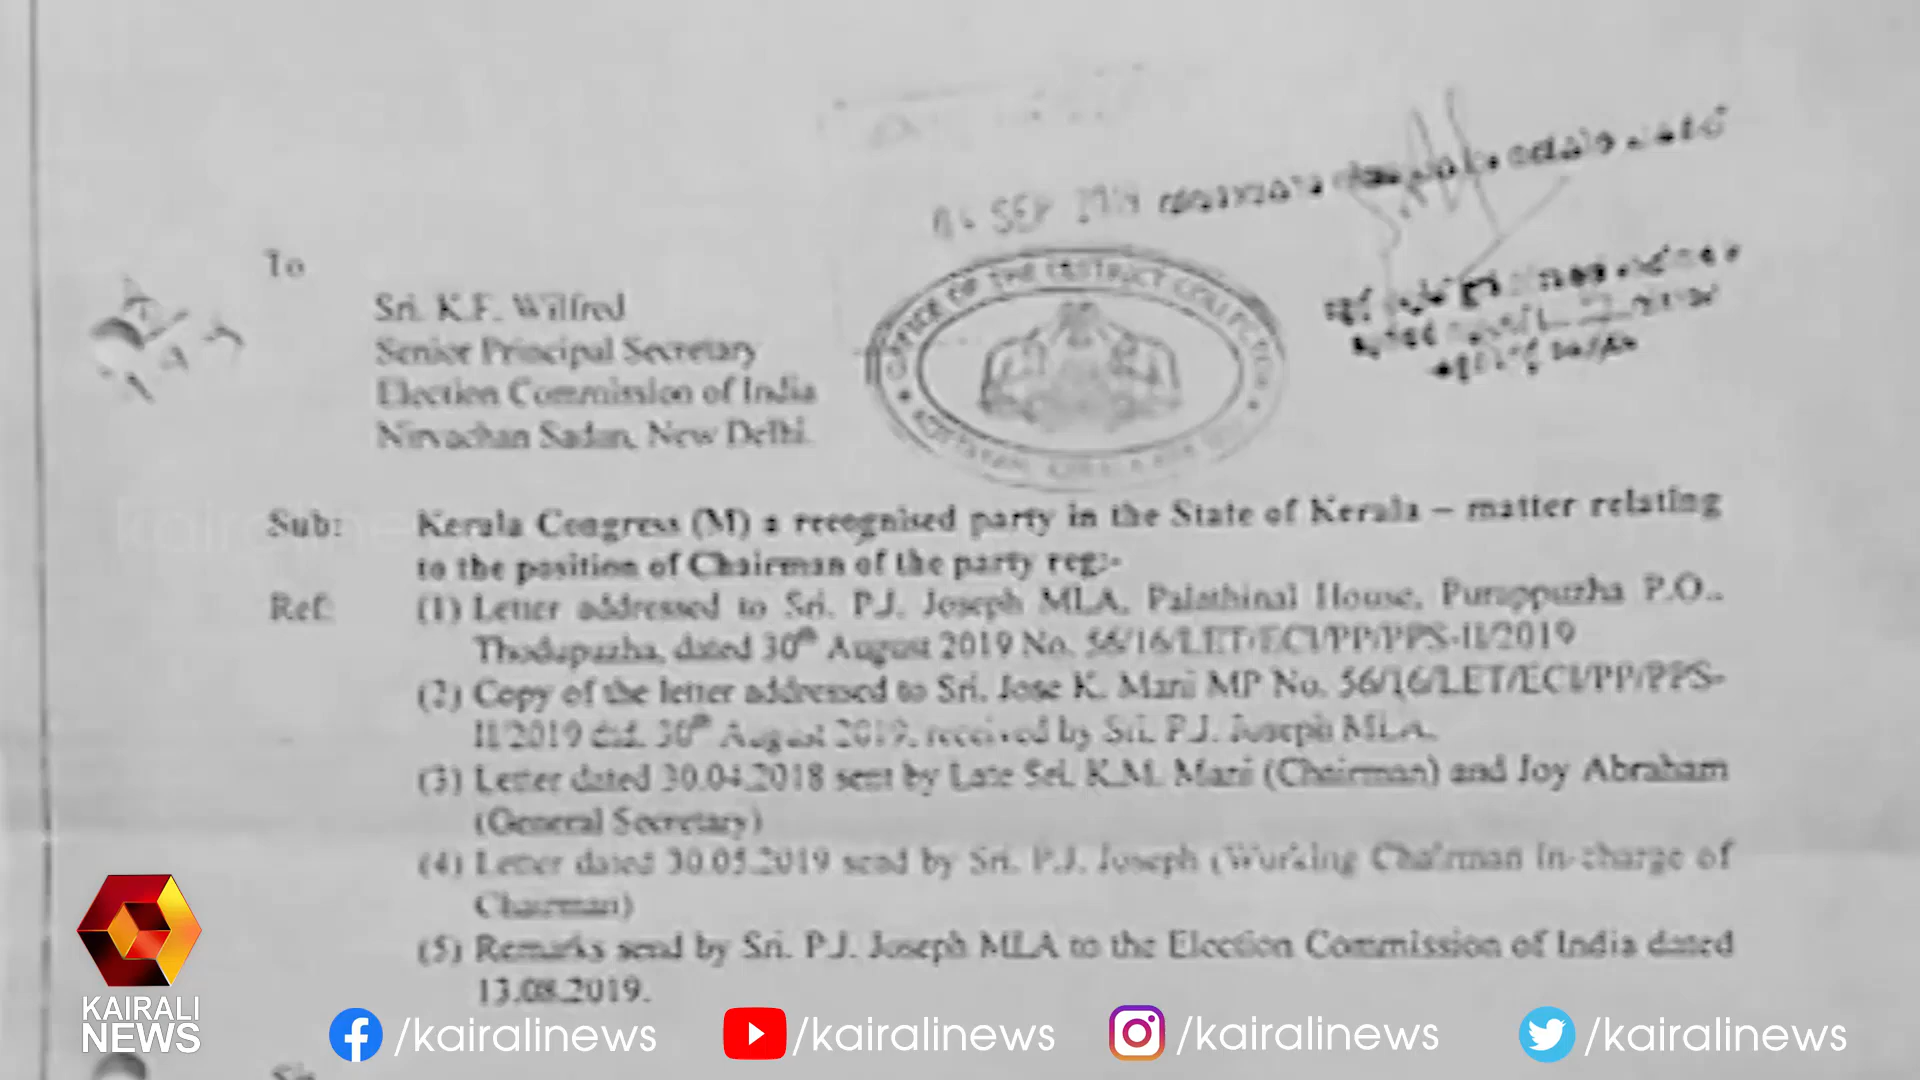 SEP
OFFICE OF THE DISTRICT COLLECTOR
To
Sri. K.F. Wilfred
Senior Principal Secretary
Election Commission of India
Nirvachan Sadan, New Delhi.
Sub: Kerala Congress (M) a recognised party in the State of Kerala – matter relating
to the position of Chairman of the party reg:-
Ref: (1) Letter addressed to Sri. P.J. Joseph MLA, Palathinal House, Purappuzha P.O.,
Thodupuzha, dated 30th August 2019 No. 56/16/LET/ECI/PP/PPS-II/2019
(2) Copy of the letter addressed to Sri. Jose K. Mani MP No. 56/16/LET/ECI/PP/PPS-
II/2019 dtd. 30th August 2019, received by Sri. P.J. Joseph MLA.
(3) Letter dated 30.04.2018 sent by Late Sri. K.M. Mani (Chairman) and Joy Abraham
(General Secretary)
(4) Letter dated 30.05.2019 send by Sri. P.J. Joseph (Working Chairman in-charge of
Chairman)
(5) Remarks send by Sri. P.J. Joseph MLA to the Election Commission of India dated
13.08.2019.
kairaline
KAIRALI
NEWS
/kairalinews
/kairalinews
/kairalinews
/kairalinews